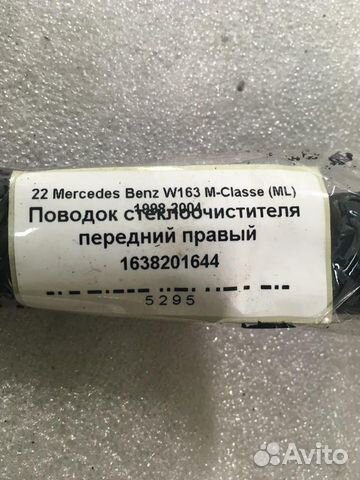 22 Mercedes Benz W163 M-Classe (ML)
1998-2004
Поводок стеклоочистителя
передний правый
1638201644
5295
Avito